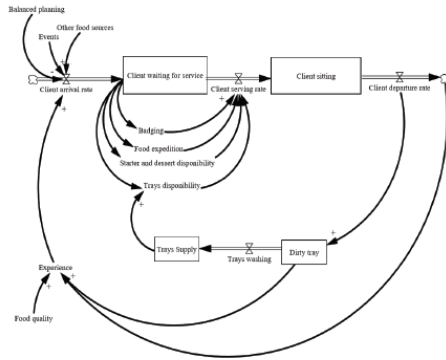 Balanced planning
Other food sources
Events
-
+
+
Client waiting for service
Client sitting
Client arrival rate
Client serving rate
Client departure rate
+
+
Badging
Food expedition
Starter and dessert disponibility
Trays disponibility
+
+
Trays Supply
Dirty tray
Trays washing
Experience
+
+
Food quality